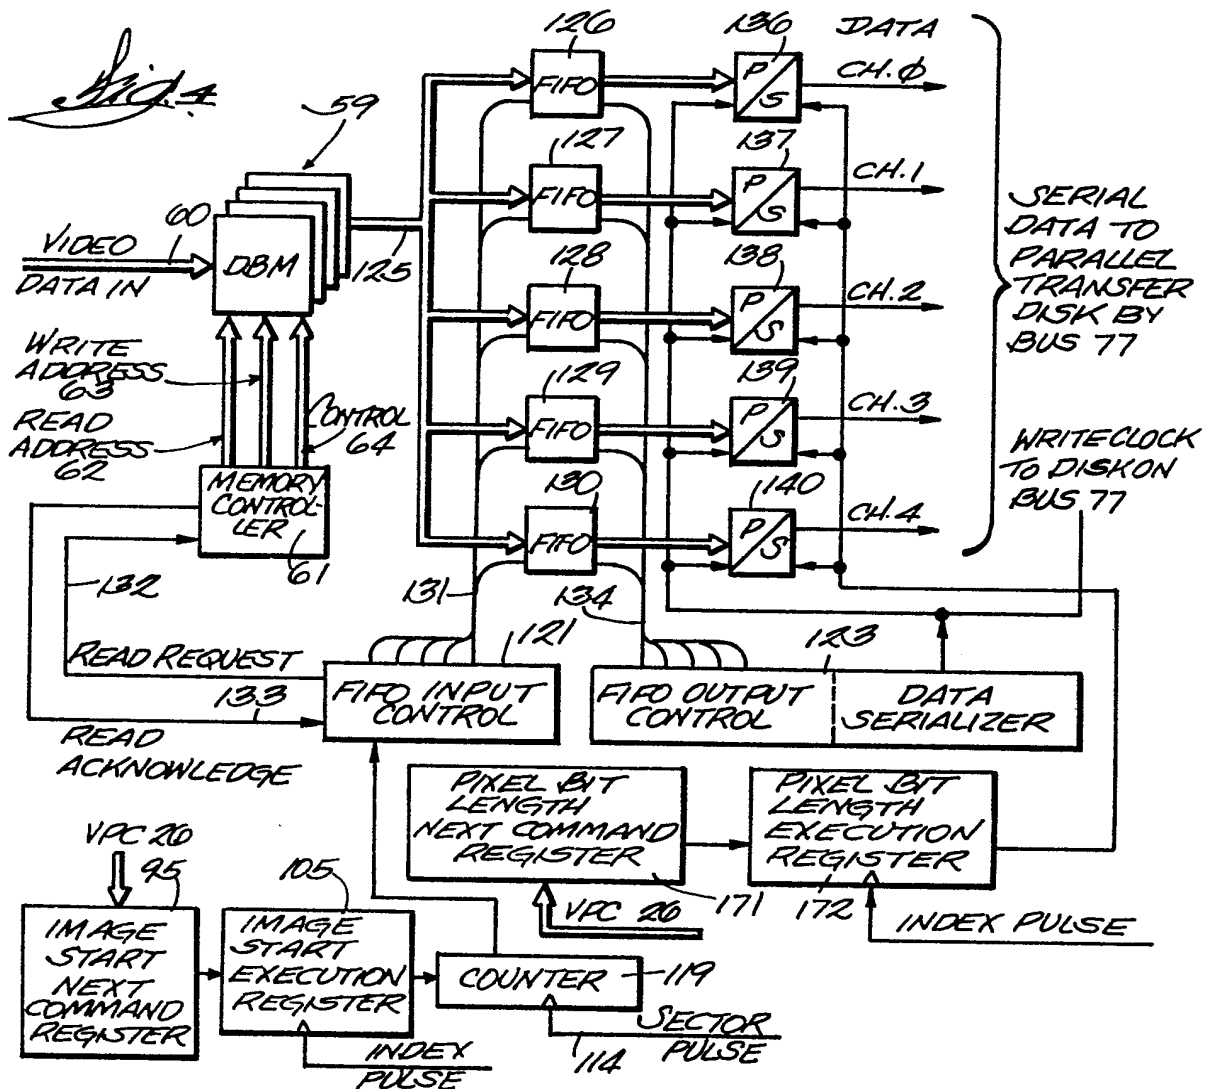 Fig. 4
126
136
DATA
FIFO
P/S
CH.0
59
127
137
FIFO
P/S
CH.1
60
VIDEO
DATA IN
DBM
125
128
138
FIFO
P/S
CH.2
SERIAL
DATA TO
PARALLEL
TRANSFER
DISK BY
BUS 77
WRITE
ADDRESS
63
READ
ADDRESS
62
CONTROL
64
129
139
FIFO
P/S
CH.3
MEMORY
CONTROL-
LER
61
130
140
FIFO
P/S
CH.4
WRITE CLOCK
TO DISK ON
BUS 77
132
131
134
READ REQUEST
133
READ
ACKNOWLEDGE
121
FIFO INPUT
CONTROL
123
FIFO OUTPUT
CONTROL
DATA
SERIALIZER
PIXEL BIT
LENGTH
NEXT COMMAND
REGISTER
171
VPC 26
PIXEL BIT
LENGTH
EXECUTION
REGISTER
172
INDEX PULSE
VPC 26
95
IMAGE
START
NEXT
COMMAND
REGISTER
105
IMAGE
START
EXECUTION
REGISTER
INDEX
PULSE
COUNTER
119
114
SECTOR
PULSE